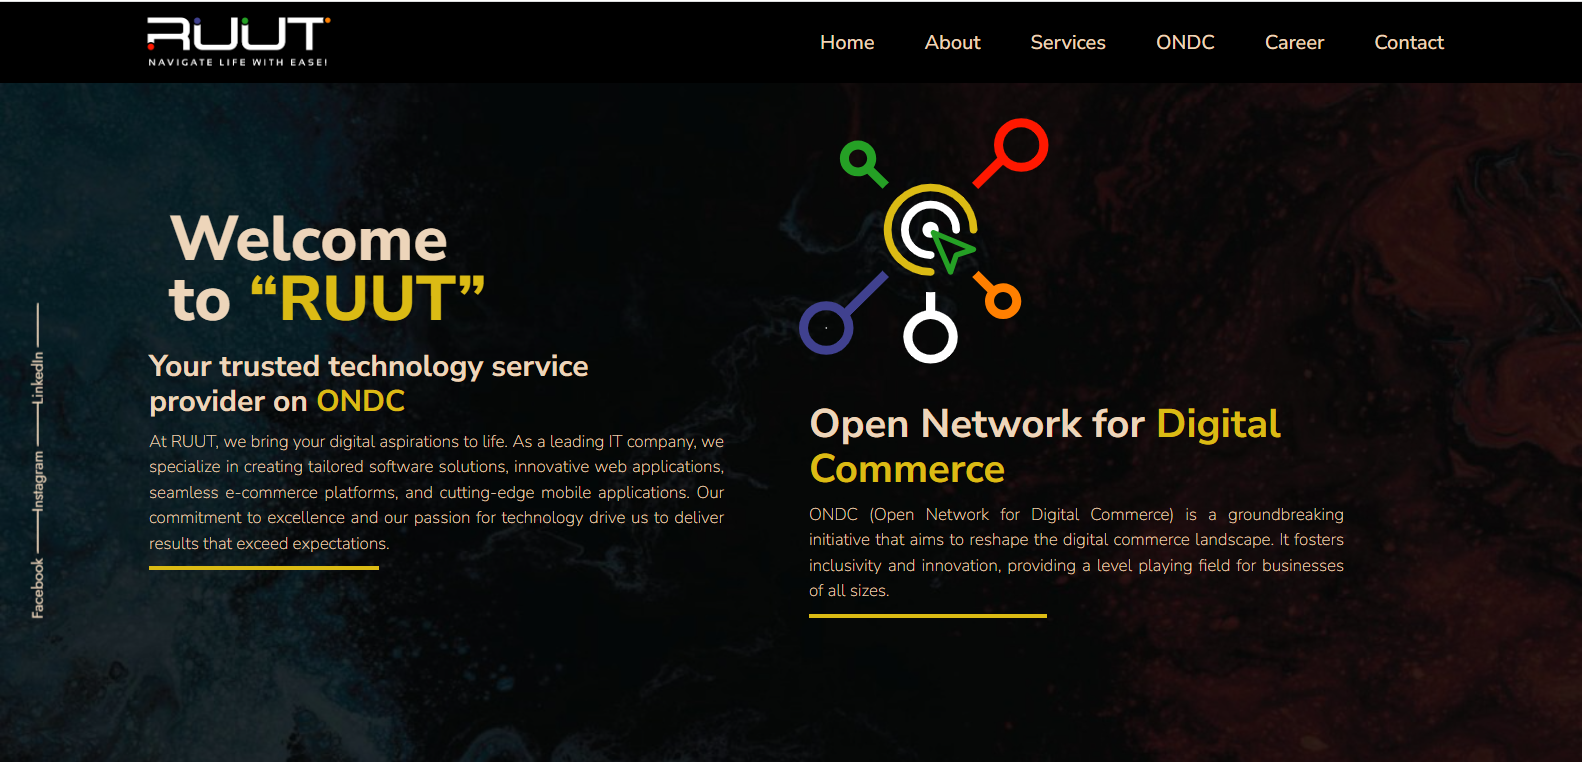 RUUT
NAVIGATE LIFE WITH EASE!
Home About Services ONDC Career Contact
Welcome
to “RUUT”
Your trusted technology service
provider on ONDC
At RUUT, we bring your digital aspirations to life. As a leading IT company, we
specialize in creating tailored software solutions, innovative web applications,
seamless e-commerce platforms, and cutting-edge mobile applications. Our
commitment to excellence and our passion for technology drive us to deliver
results that exceed expectations.
Open Network for Digital
Commerce
ONDC (Open Network for Digital Commerce) is a groundbreaking
initiative that aims to reshape the digital commerce landscape. It fosters
inclusivity and innovation, providing a level playing field for businesses
of all sizes.
Facebook Instagram LinkedIn